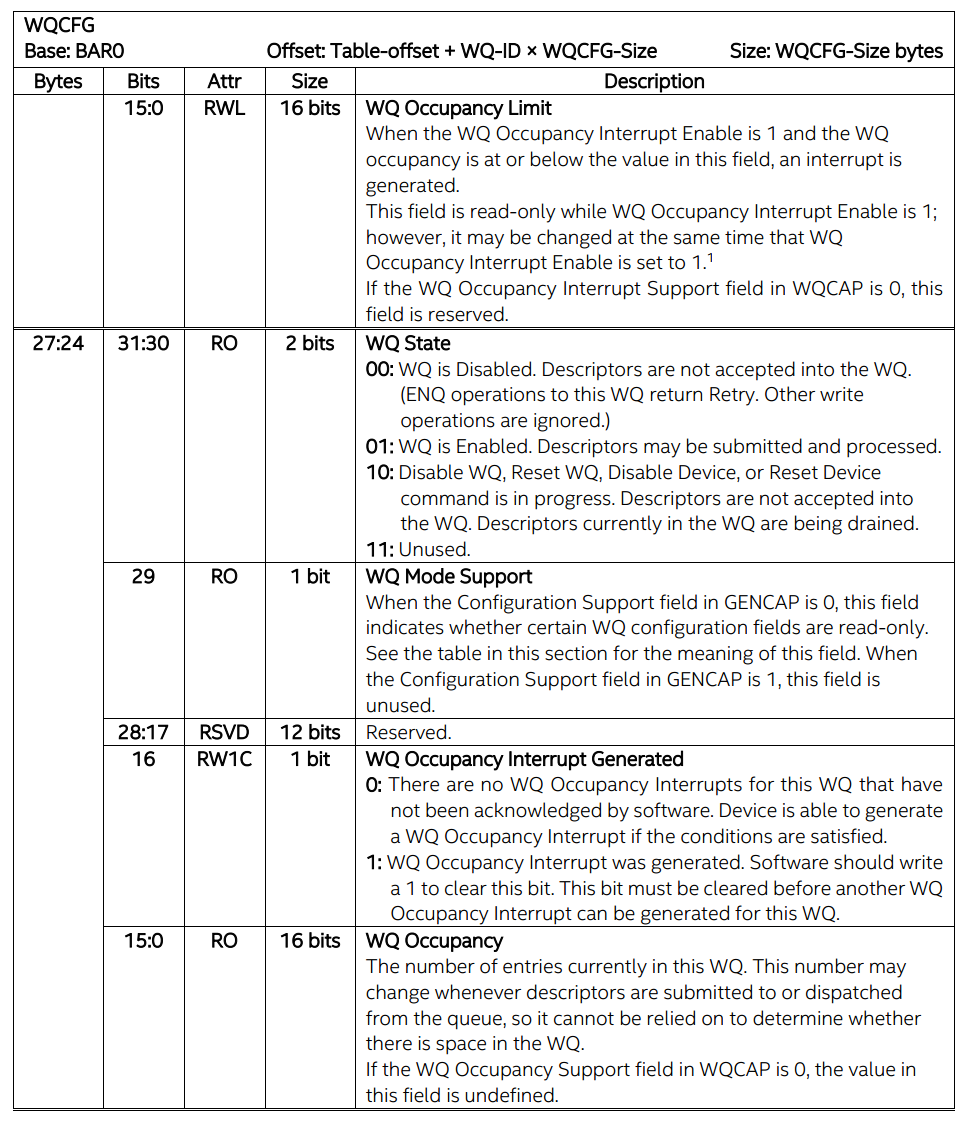 WQCFG
Base: BAR0 Offset: Table-offset + WQ-ID × WQCFG-Size Size: WQCFG-Size bytes
Bytes Bits Attr Size Description
15:0 RWL 16 bits WQ Occupancy Limit
When the WQ Occupancy Interrupt Enable is 1 and the WQ
occupancy is at or below the value in this field, an interrupt is
generated.
This field is read-only while WQ Occupancy Interrupt Enable is 1;
however, it may be changed at the same time that WQ
Occupancy Interrupt Enable is set to 1.¹
If the WQ Occupancy Interrupt Support field in WQCAP is 0, this
field is reserved.
27:24 31:30 RO 2 bits WQ State
00: WQ is Disabled. Descriptors are not accepted into the WQ.
(ENQ operations to this WQ return Retry. Other write
operations are ignored.)
01: WQ is Enabled. Descriptors may be submitted and processed.
10: Disable WQ, Reset WQ, Disable Device, or Reset Device
command is in progress. Descriptors are not accepted into
the WQ. Descriptors currently in the WQ are being drained.
11: Unused.
29 RO 1 bit WQ Mode Support
When the Configuration Support field in GENCAP is 0, this field
indicates whether certain WQ configuration fields are read-only.
See the table in this section for the meaning of this field. When
the Configuration Support field in GENCAP is 1, this field is
unused.
28:17 RSVD 12 bits Reserved.
16 RW1C 1 bit WQ Occupancy Interrupt Generated
0: There are no WQ Occupancy Interrupts for this WQ that have
not been acknowledged by software. Device is able to generate
a WQ Occupancy Interrupt if the conditions are satisfied.
1: WQ Occupancy Interrupt was generated. Software should write
a 1 to clear this bit. This bit must be cleared before another WQ
Occupancy Interrupt can be generated for this WQ.
15:0 RO 16 bits WQ Occupancy
The number of entries currently in this WQ. This number may
change whenever descriptors are submitted to or dispatched
from the queue, so it cannot be relied on to determine whether
there is space in the WQ.
If the WQ Occupancy Support field in WQCAP is 0, the value in
this field is undefined.